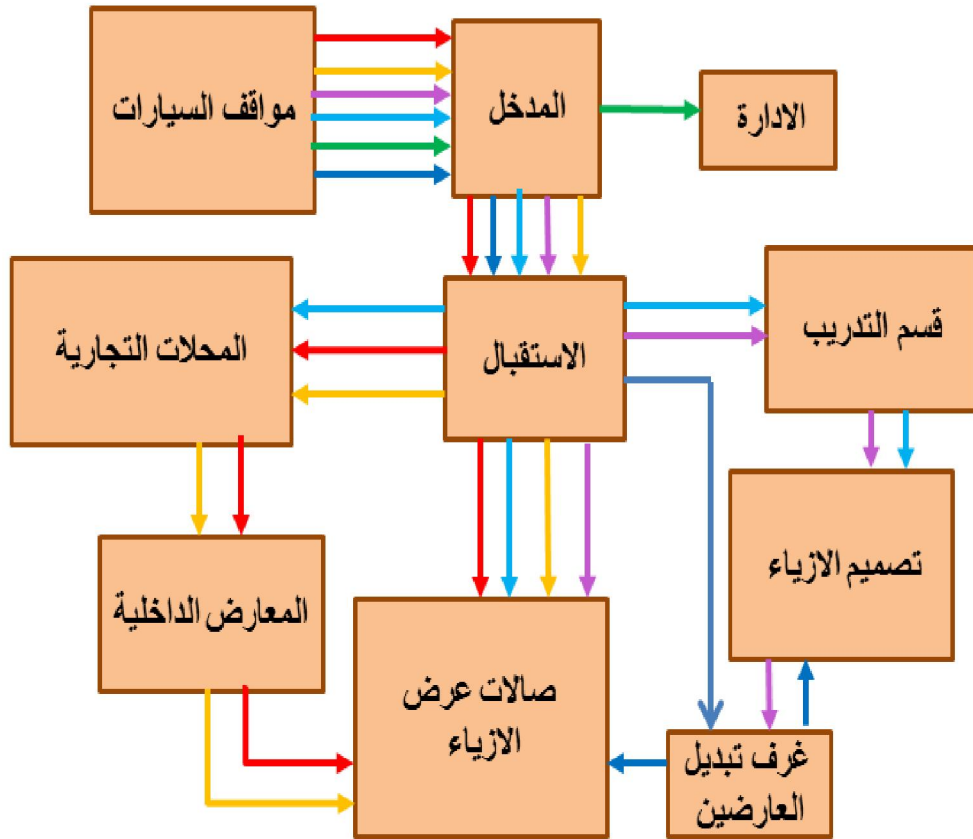 مواقف السيارات
المدخل
الادارة
المحلات التجارية
الاستقبال
قسم التدريب
تصميم الازياء
المعارض الداخلية
صالات عرض
الازياء
غرف تبديل
العارضين